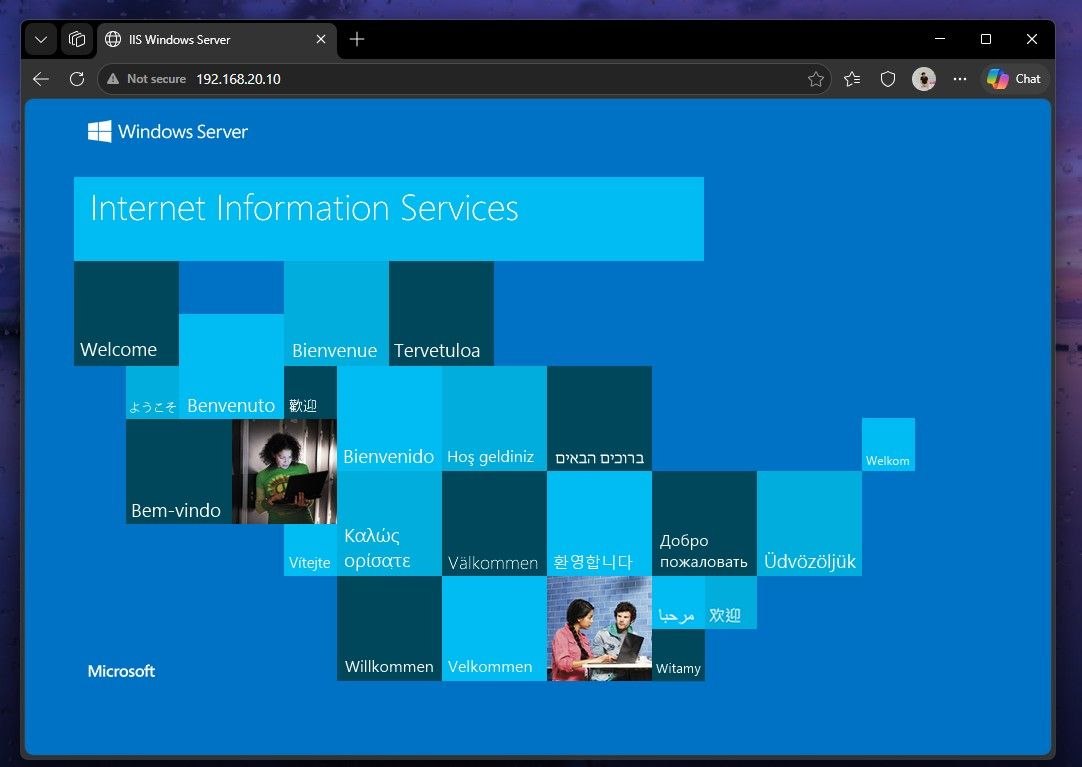 IIS Windows Server
Not secure 192.168.20.10
Chat
Windows Server
Internet Information Services
Welcome
Bienvenue
Tervetuloa
ようこそ
Benvenuto
歡迎
Bienvenido
Hoş geldiniz
ברוכים הבאים
Welkom
Bem-vindo
Vítejte
Καλώς
ορίσατε
Välkommen
환영합니다
Добро
пожаловать
Üdvözöljük
مرحبا
欢迎
Microsoft
Willkommen
Velkommen
Witamy